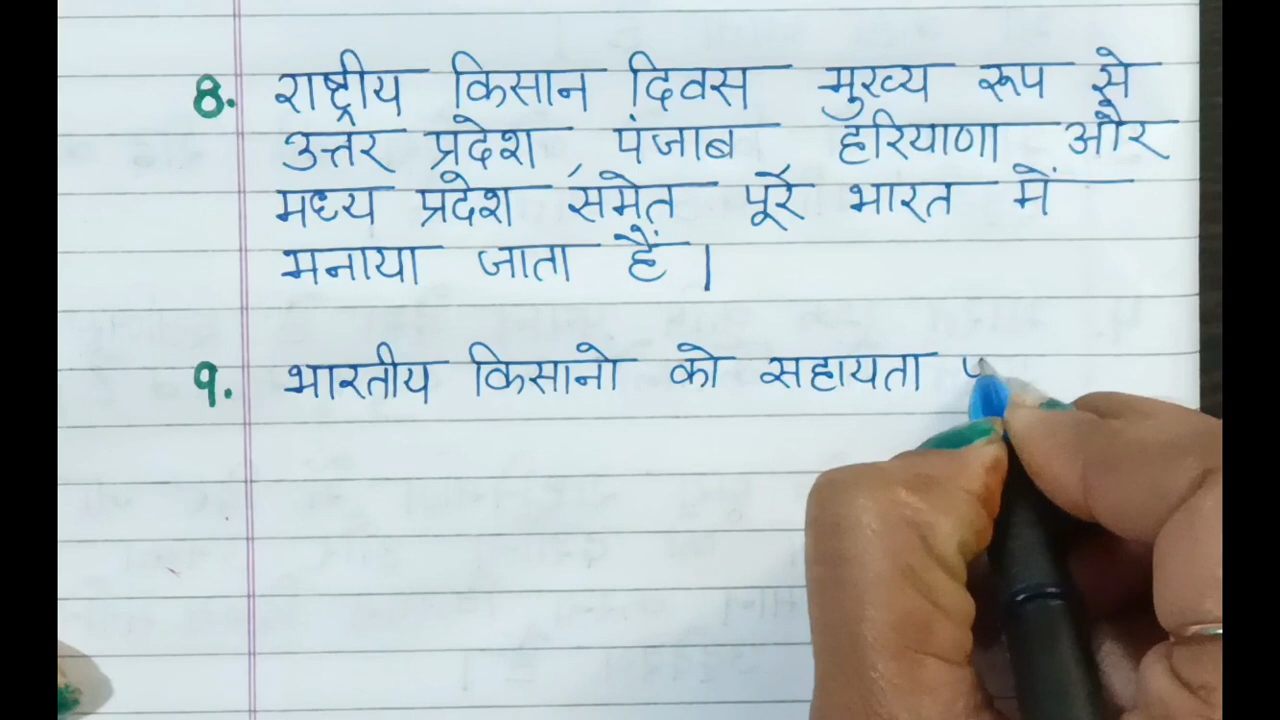 8. राष्ट्रीय किसान दिवस मुख्य रूप से
उत्तर प्रदेश, पंजाब हरियाणा और
मध्य प्रदेश समेत पूरे भारत में
मनाया जाता हैं।
9. भारतीय किसानो को सहायता